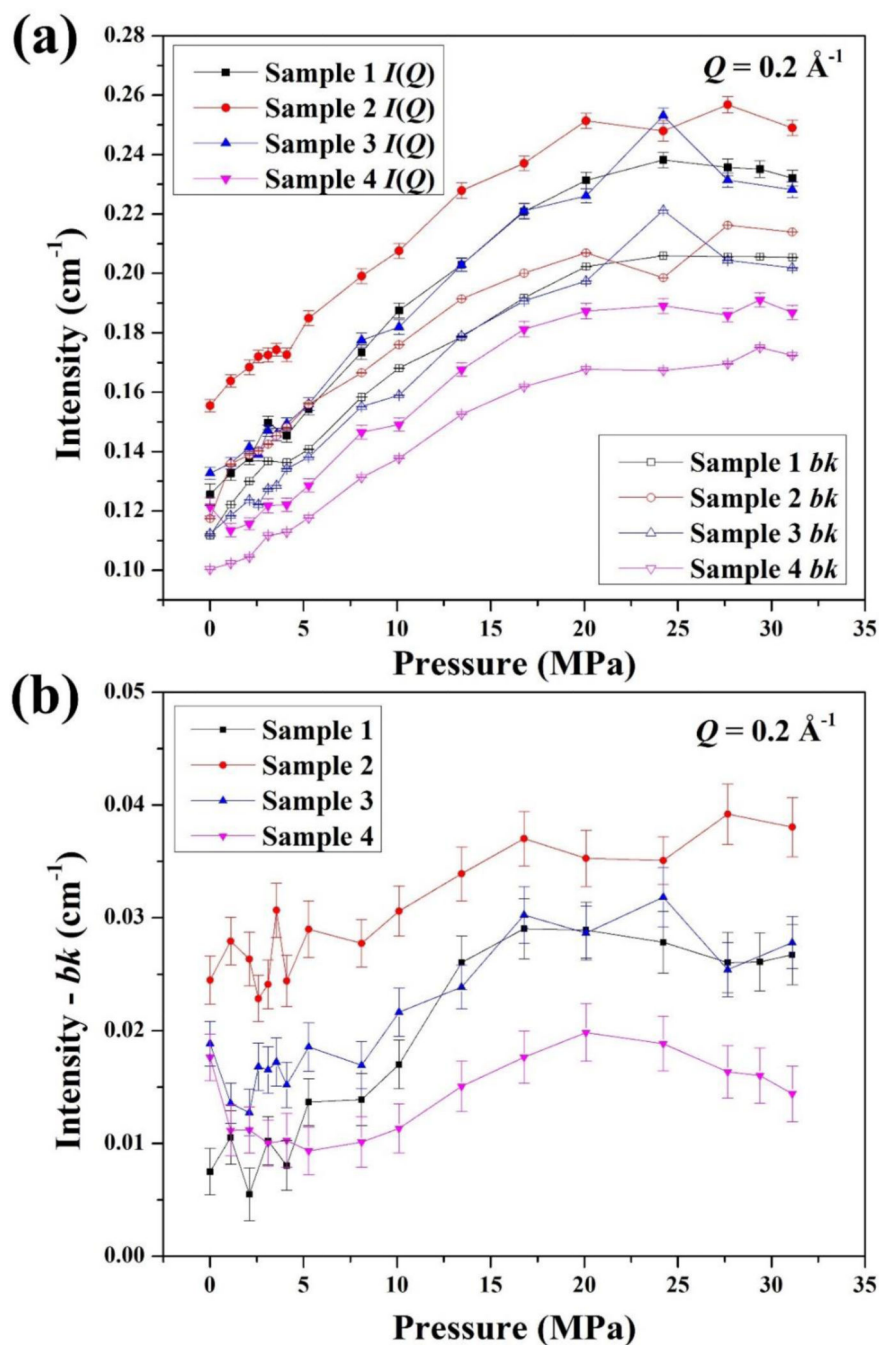 (a)
0.28
0.26
0.24
0.22
0.20
0.18
0.16
0.14
0.12
0.10
Intensity (cm⁻¹)
Sample 1 I(Q)
Sample 2 I(Q)
Sample 3 I(Q)
Sample 4 I(Q)
Q = 0.2 Å⁻¹
Sample 1 bk
Sample 2 bk
Sample 3 bk
Sample 4 bk
0 5 10 15 20 25 30 35
Pressure (MPa)
(b)
0.05
0.04
0.03
0.02
0.01
0.00
Intensity - bk (cm⁻¹)
Sample 1
Sample 2
Sample 3
Sample 4
Q = 0.2 Å⁻¹
0 5 10 15 20 25 30 35
Pressure (MPa)